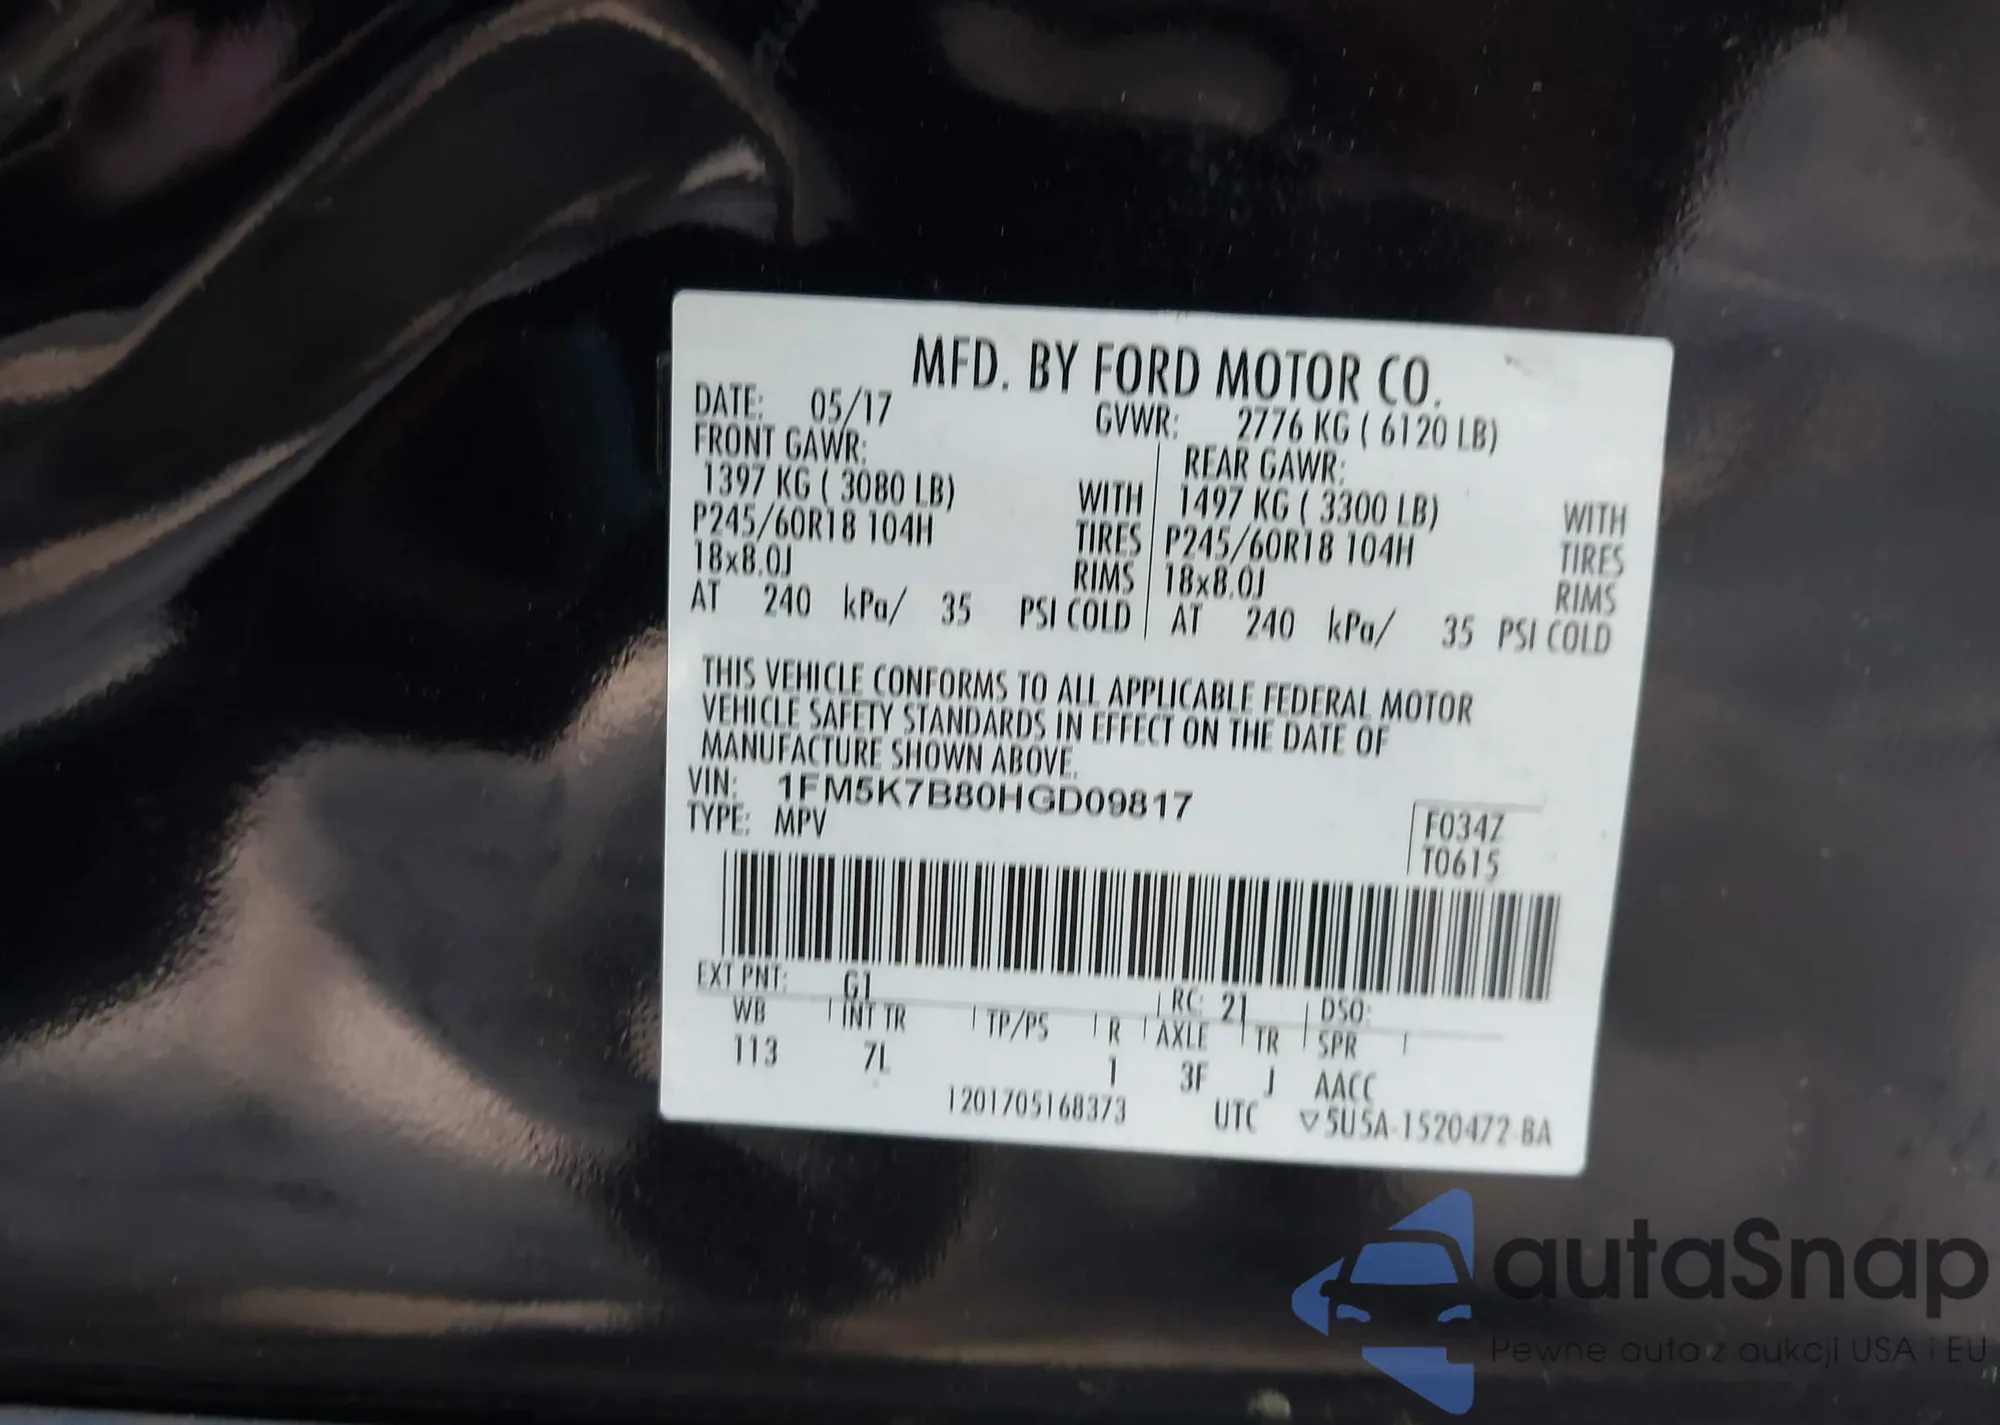 MFD. BY FORD MOTOR CO.
DATE: 05/17 GVWR: 2776 KG ( 6120 LB)
FRONT GAWR: REAR GAWR:
1397 KG ( 3080 LB) WITH 1497 KG ( 3300 LB) WITH
P245/60R18 104H TIRES P245/60R18 104H TIRES
18x8.0J RIMS 18x8.0J RIMS
AT 240 kPa/ 35 PSI COLD AT 240 kPa/ 35 PSI COLD
THIS VEHICLE CONFORMS TO ALL APPLICABLE FEDERAL MOTOR
VEHICLE SAFETY STANDARDS IN EFFECT ON THE DATE OF
MANUFACTURE SHOWN ABOVE.
VIN: 1FM5K7B80HGD09817
TYPE: MPV
F034Z
T0615
EXT PNT: G1 RC: 21 DSO:
WB INT TR TP/PS R AXLE TR SPR
113 7L 1 3F J AACC
1201705168373 UTC ▽5U5A-1520472-BA
autaSnap
Pewne auta z aukcji USA i EU